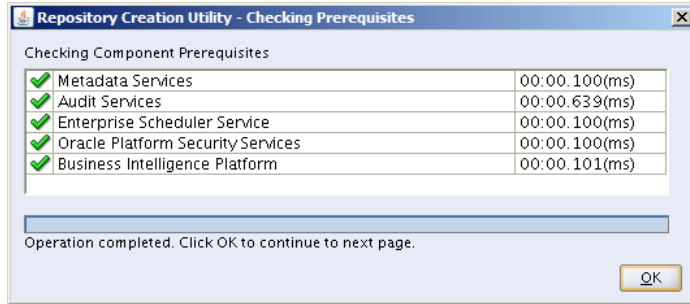 Repository Creation Utility - Checking Prerequisites
Checking Component Prerequisites
Metadata Services 00:00.100(ms)
Audit Services 00:00.639(ms)
Enterprise Scheduler Service 00:00.100(ms)
Oracle Platform Security Services 00:00.100(ms)
Business Intelligence Platform 00:00.101(ms)
Operation completed. Click OK to continue to next page.
OK